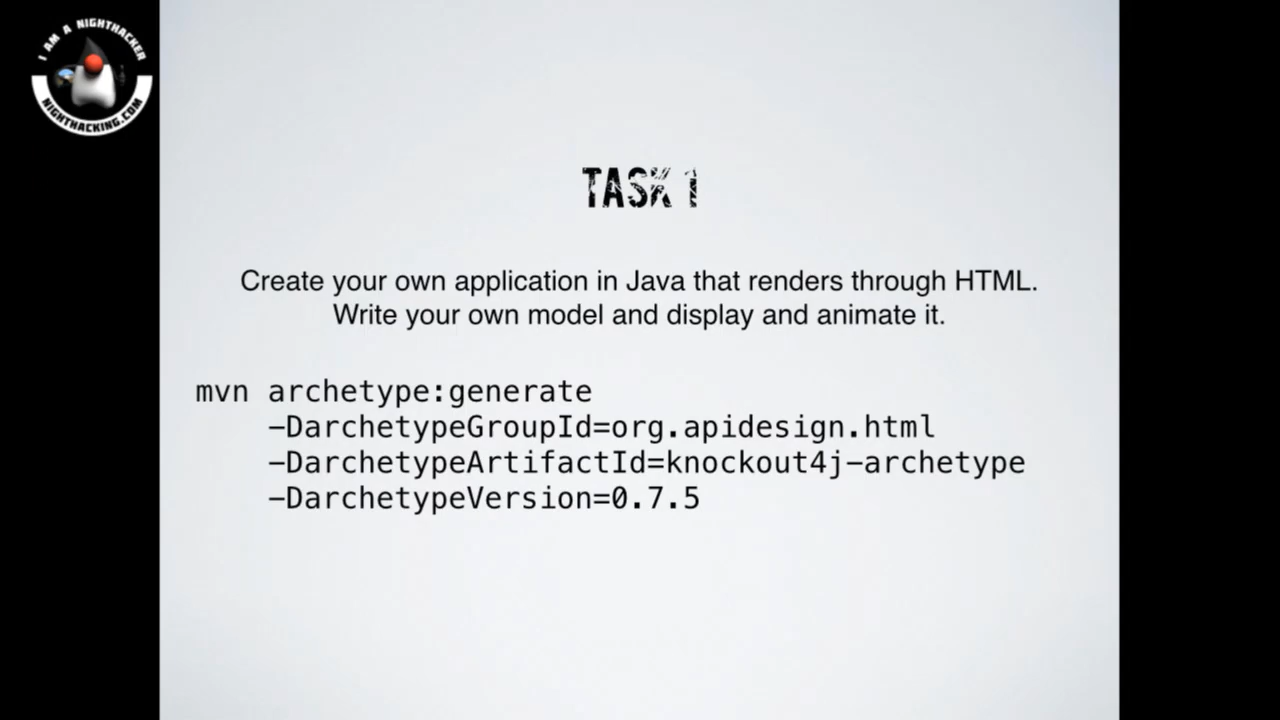 I AM A NIGHTHACKER
NIGHTHACKING.COM
TASK 1
Create your own application in Java that renders through HTML.
Write your own model and display and animate it.
mvn archetype:generate
-DarchetypeGroupId=org.apidesign.html
-DarchetypeArtifactId=knockout4j-archetype
-DarchetypeVersion=0.7.5